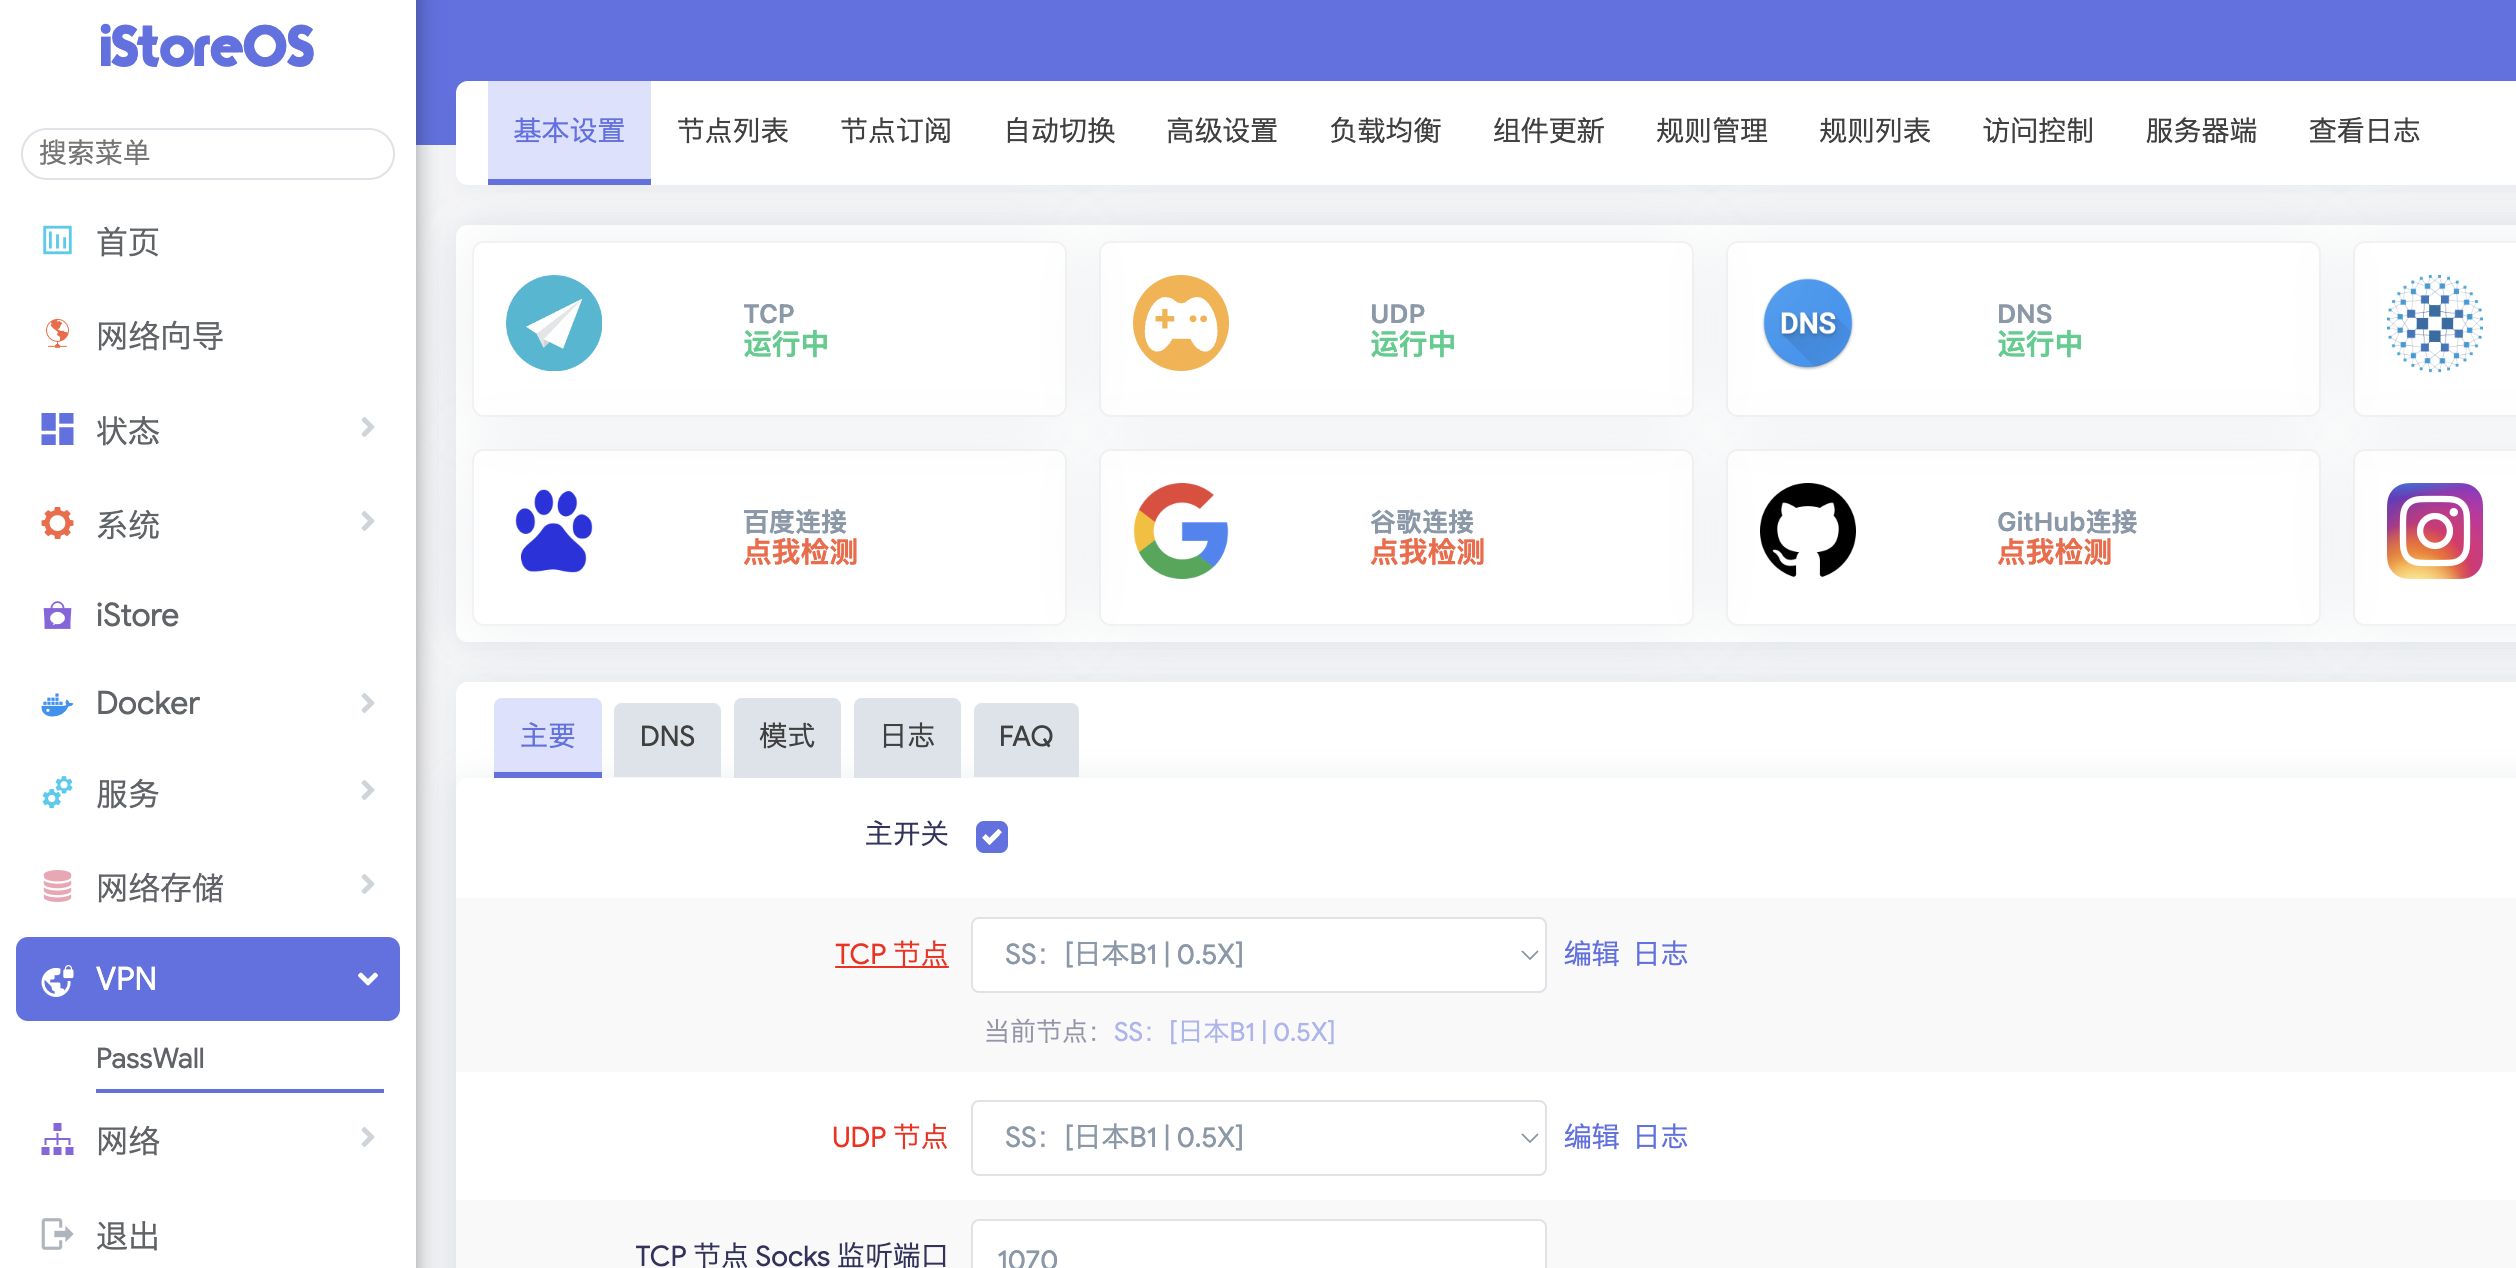 iStoreOS
搜索菜单
首页
网络向导
状态
系统
iStore
Docker
服务
网络存储
VPN
PassWall
网络
退出
基本设置 节点列表 节点订阅 自动切换 高级设置 负载均衡 组件更新 规则管理 规则列表 访问控制 服务器端 查看日志
TCP
运行中
UDP
运行中
DNS
DNS
运行中
百度连接
点我检测
谷歌连接
点我检测
GitHub连接
点我检测
主要 DNS 模式 日志 FAQ
主开关
TCP 节点 SS：[日本B1 | 0.5X] 编辑 日志
当前节点：SS：[日本B1 | 0.5X]
UDP 节点 SS：[日本B1 | 0.5X] 编辑 日志
TCP 节点 Socks 监听端口 1070